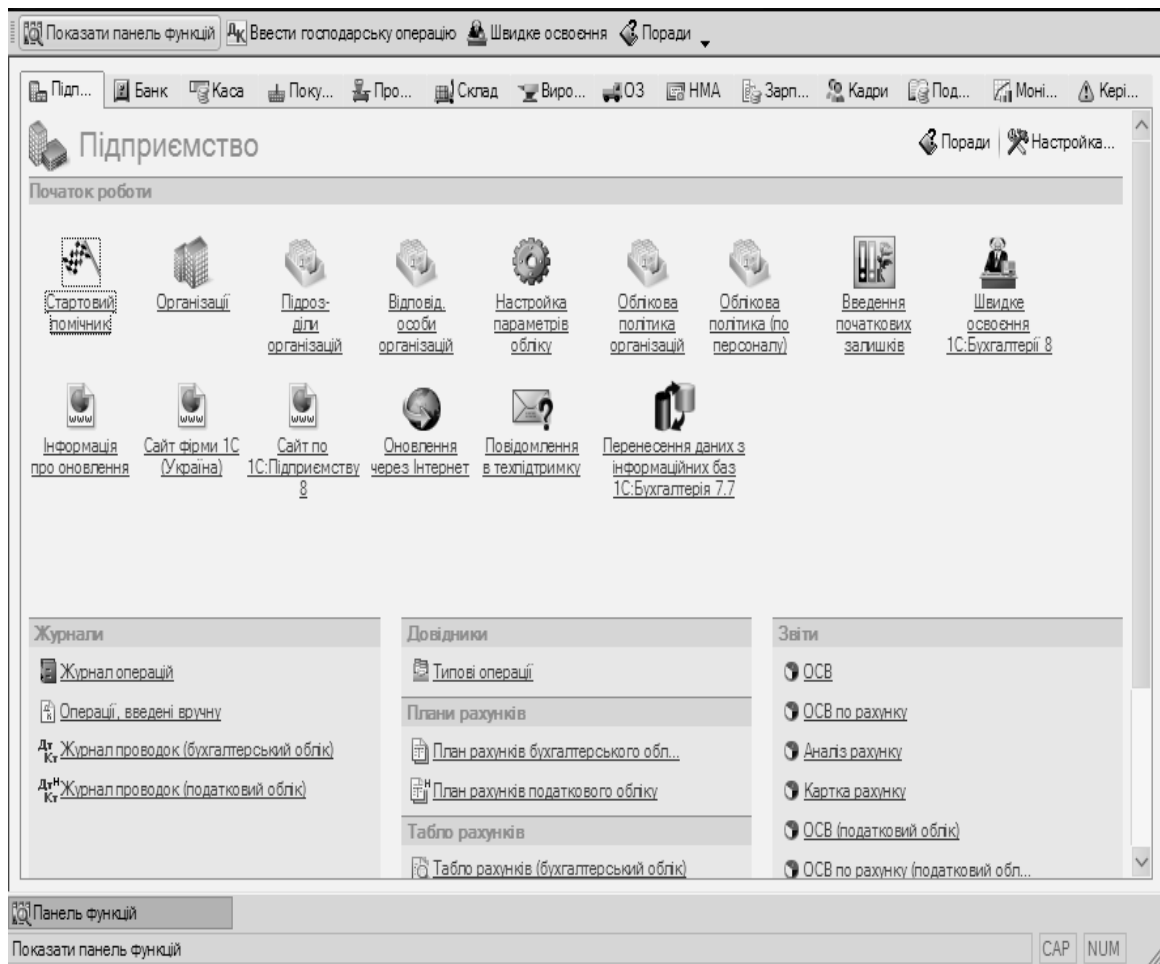 Показати панель функцій Ввести господарську операцію Швидке освоєння Поради
Підп... Банк Каса Поку... Про... Склад Виро... ОЗ НМА Зарп... Кадри Под... Моні... Кері...
Підприємство
Поради Настройка...
Початок роботи
Стартовий
помічник
Організації
Підроз-
діли
організацій
Відповід.
особи
організацій
Настройка
параметрів
обліку
Облікова
політика
організацій
Облікова
політика (по
персоналу)
Введення
початкових
залишків
Швидке
освоєння
1С:Бухгалтерії 8
Інформація
про оновлення
Сайт фірми 1С
(Україна)
Сайт по
1С:Підприємству
8
Оновлення
через Інтернет
Повідомлення
в техпідтримку
Перенесення даних з
інформаційних баз
1С:Бухгалтерія 7.7
Журнали
Журнал операцій
Операції, введені вручну
Журнал проводок (бухгалтерський облік)
Журнал проводок (податковий облік)
Довідники
Типові операції
Плани рахунків
План рахунків бухгалтерського обл...
План рахунків податкового обліку
Табло рахунків
Табло рахунків (бухгалтерський облік)
Звіти
ОСВ
ОСВ по рахунку
Аналіз рахунку
Картка рахунку
ОСВ (податковий облік)
ОСВ по рахунку (податковий обл...
Панель функцій
Показати панель функцій
CAP NUM